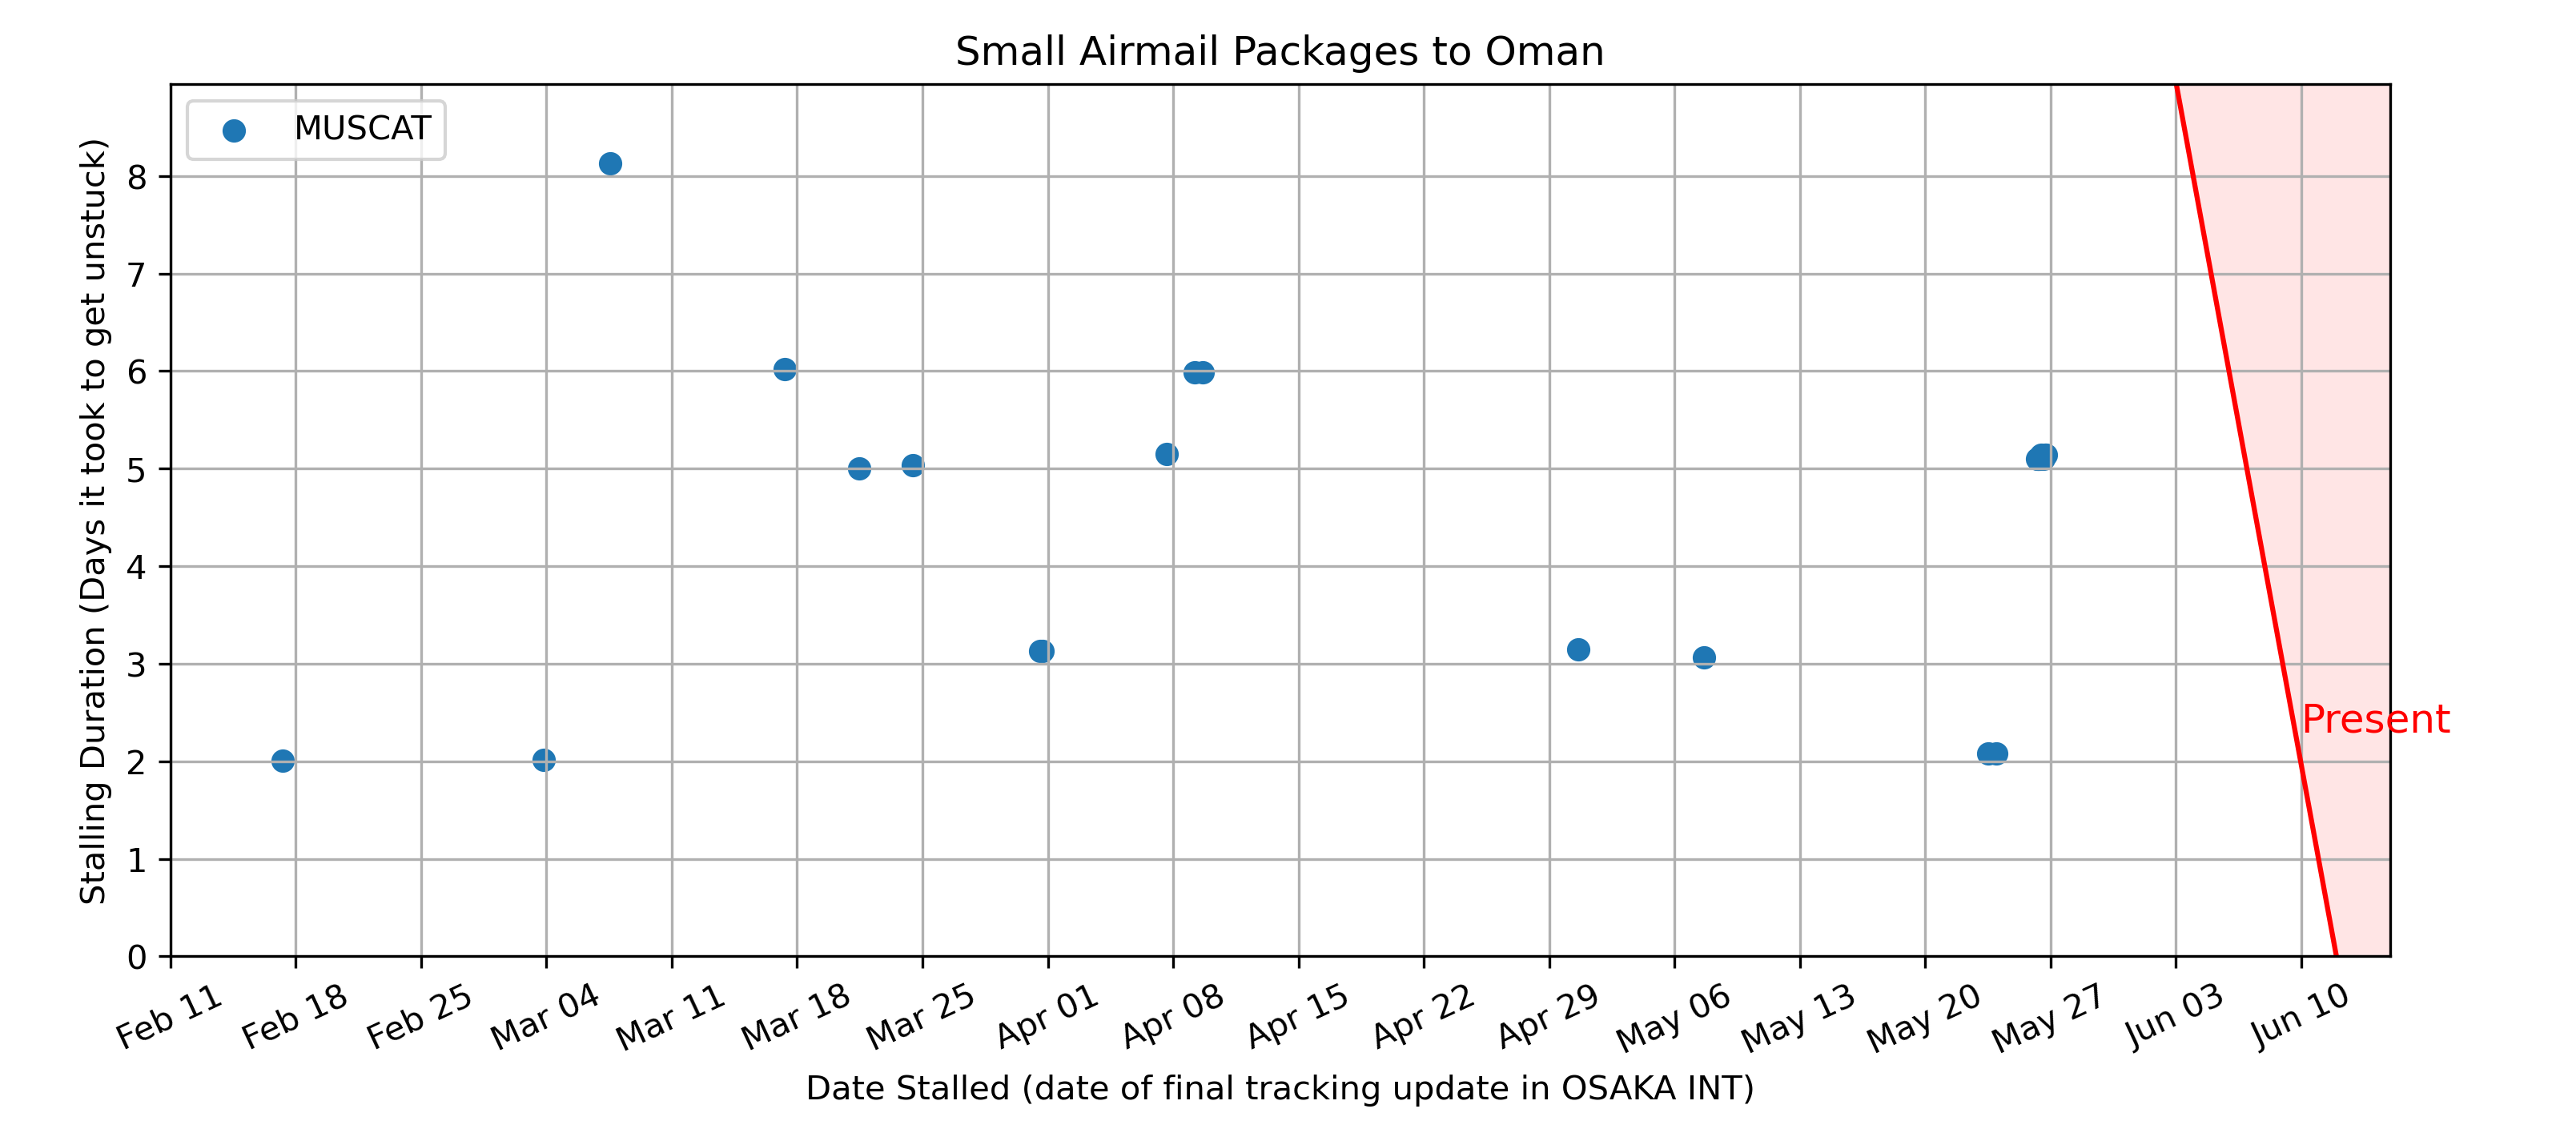 Small Airmail Packages to Oman
MUSCAT
Stalling Duration (Days it took to get unstuck)
8
7
6
5
4
3
2
1
0
Present
Feb 11
Feb 18
Feb 25
Mar 04
Mar 11
Mar 18
Mar 25
Apr 01
Apr 08
Apr 15
Apr 22
Apr 29
May 06
May 13
May 20
May 27
Jun 03
Jun 10
Date Stalled (date of final tracking update in OSAKA INT)